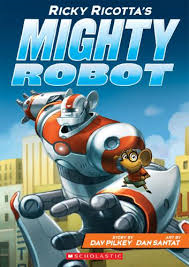 RICKY RICOTTA'S
MIGHTY
ROBOT
STORY BY
DAV PILKEY
ART BY
DAN SANTAT
SCHOLASTIC